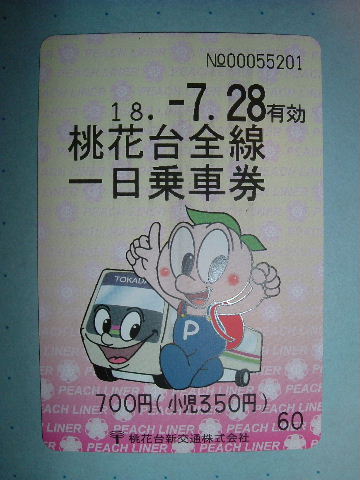 №00055201
18.-7.28有効
桃花台全線
一日乗車券
TOKADA
P
700円(小児350円)
60
PEACH LINER
桃花台新交通株式会社